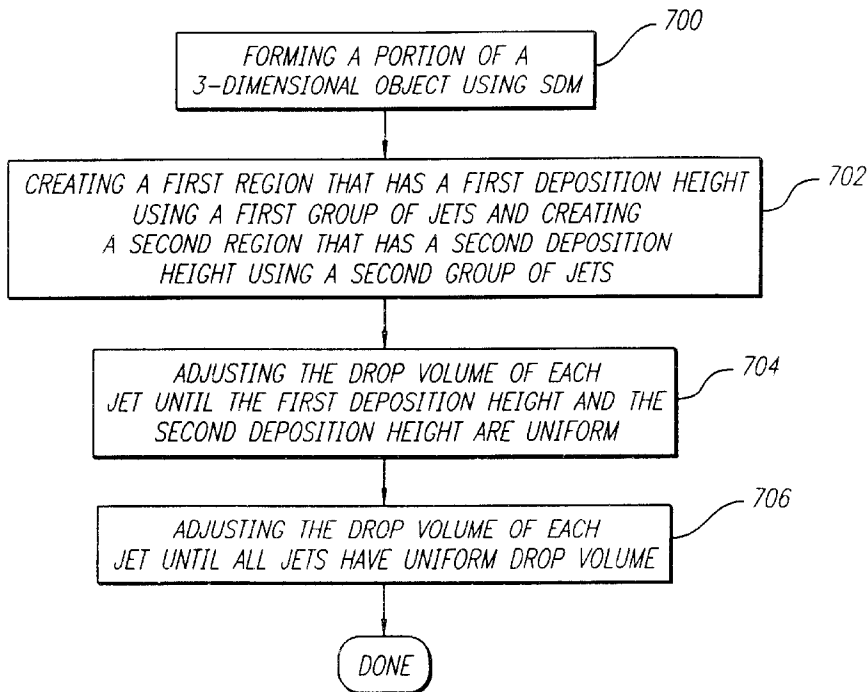 700
FORMING A PORTION OF A
3-DIMENSIONAL OBJECT USING SDM
702
CREATING A FIRST REGION THAT HAS A FIRST DEPOSITION HEIGHT
USING A FIRST GROUP OF JETS AND CREATING
A SECOND REGION THAT HAS A SECOND DEPOSITION
HEIGHT USING A SECOND GROUP OF JETS
704
ADJUSTING THE DROP VOLUME OF EACH
JET UNTIL THE FIRST DEPOSITION HEIGHT AND THE
SECOND DEPOSITION HEIGHT ARE UNIFORM
706
ADJUSTING THE DROP VOLUME OF EACH
JET UNTIL ALL JETS HAVE UNIFORM DROP VOLUME
DONE